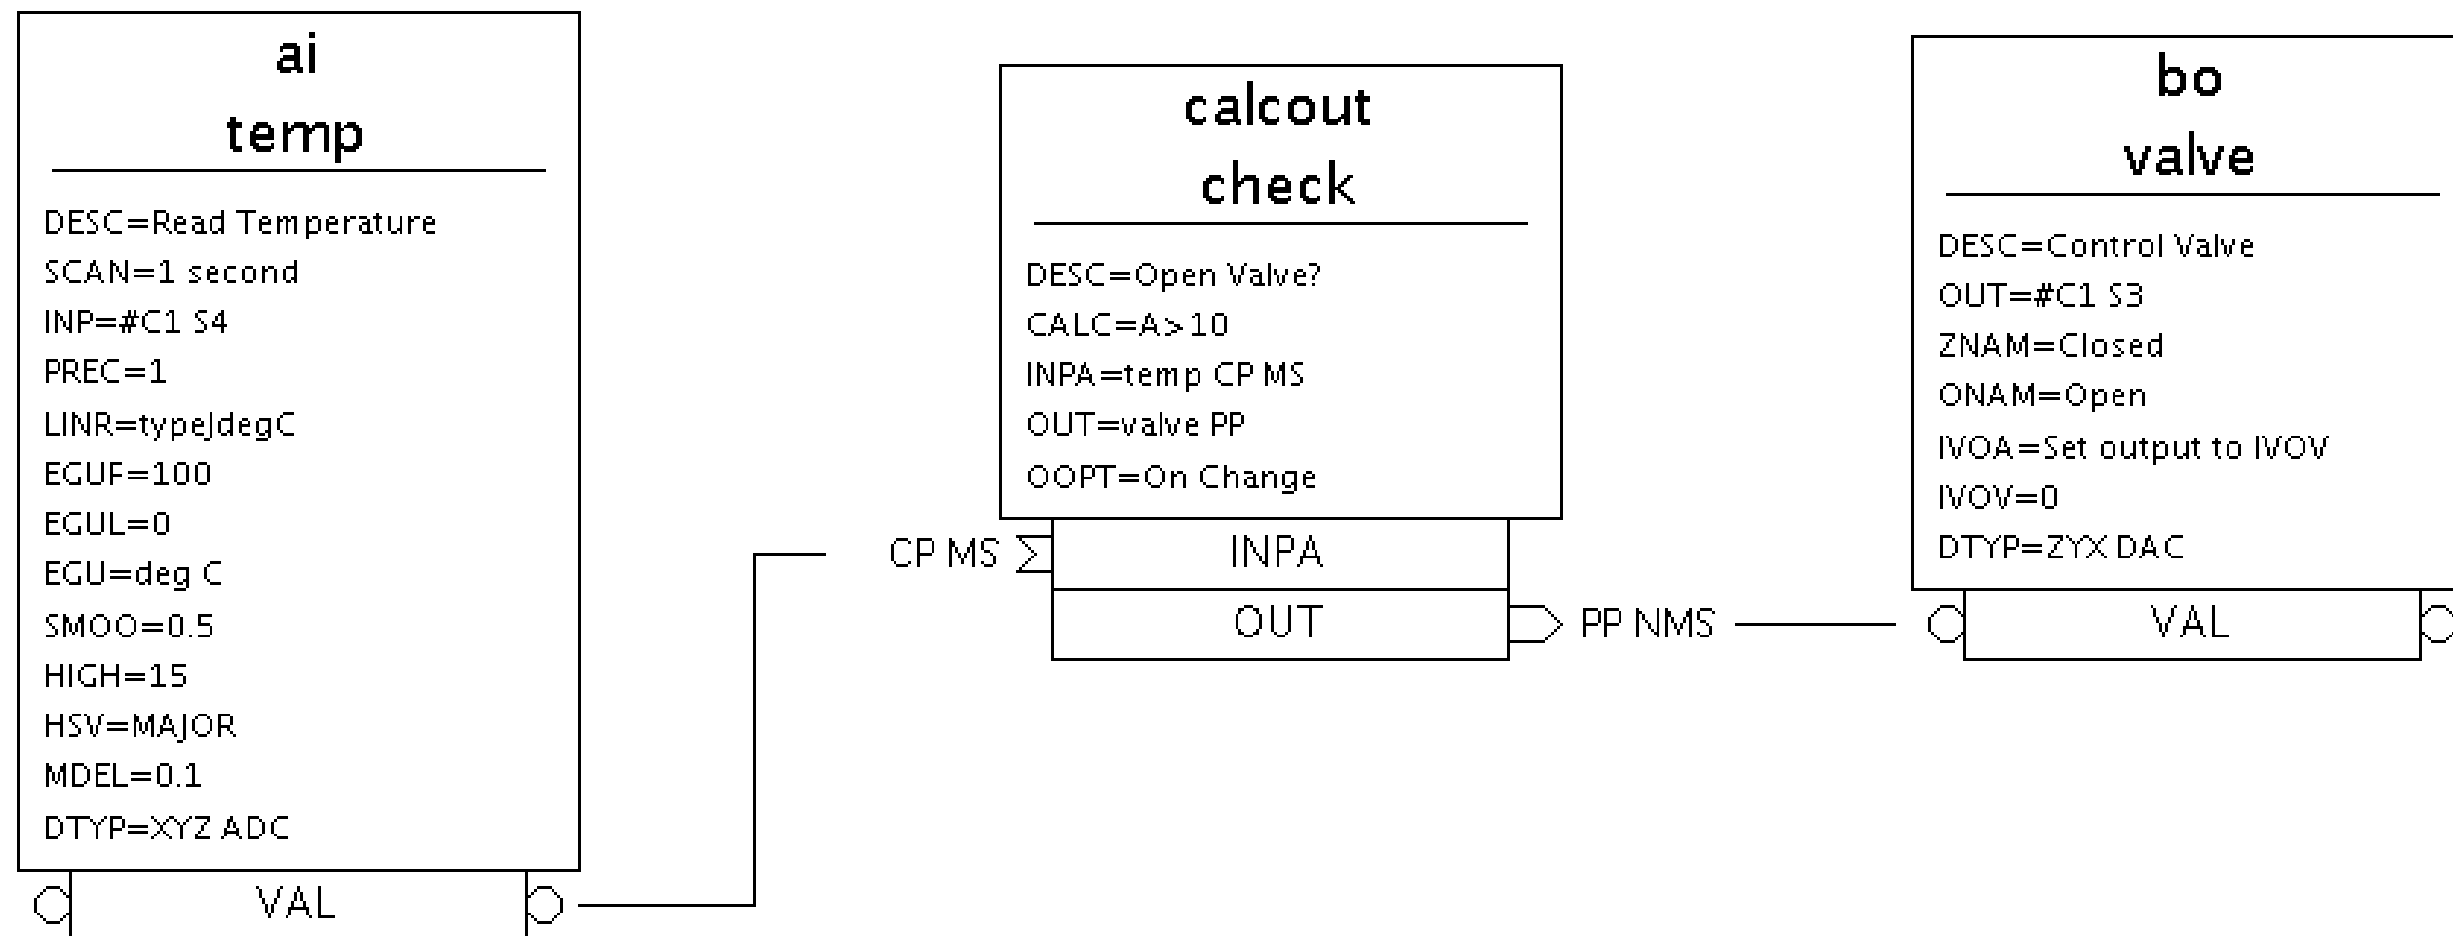 ai
temp
DESC=Read Temperature
SCAN=1 second
INP=#C1 S4
PREC=1
LINR=typeJdegC
EGUF=100
EGUL=0
EGU=deg C
SMOO=0.5
HIGH=15
HSV=MAJOR
MDEL=0.1
DTYP=XYZ ADC
VAL
calcout
check
DESC=Open Valve?
CALC=A>10
INPA=temp CP MS
OUT=valve PP
OOPT=On Change
CP MS
INPA
OUT
PP NMS
bo
valve
DESC=Control Valve
OUT=#C1 S3
ZNAM=Closed
ONAM=Open
IVOA=Set output to IVOV
IVOV=0
DTYP=ZYX DAC
VAL